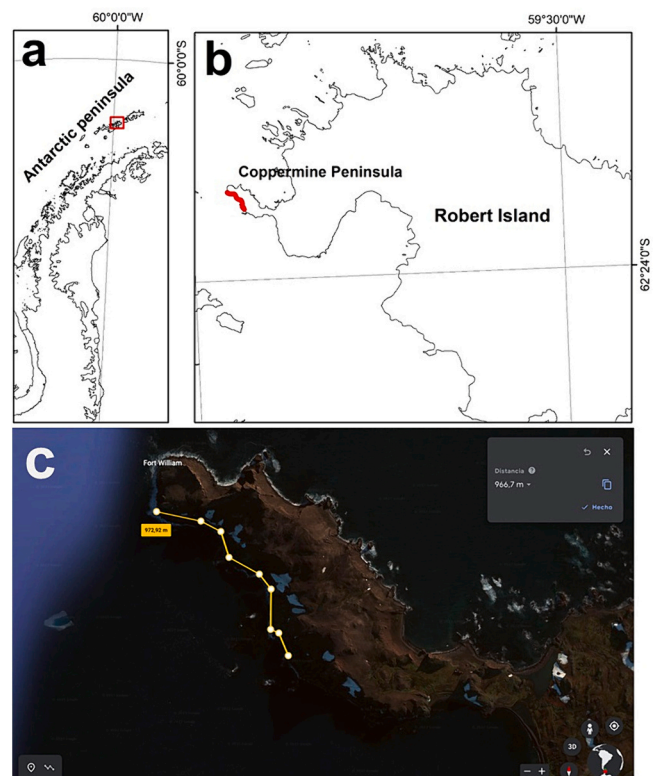 60°0'0"W
59°30'0"W
a
60°0'0"S
Antarctic peninsula
b
Coppermine Peninsula
Robert Island
62°24'0"S
c
Fort William
972,92 m
Distancia
966,7 m
Hecho
3D